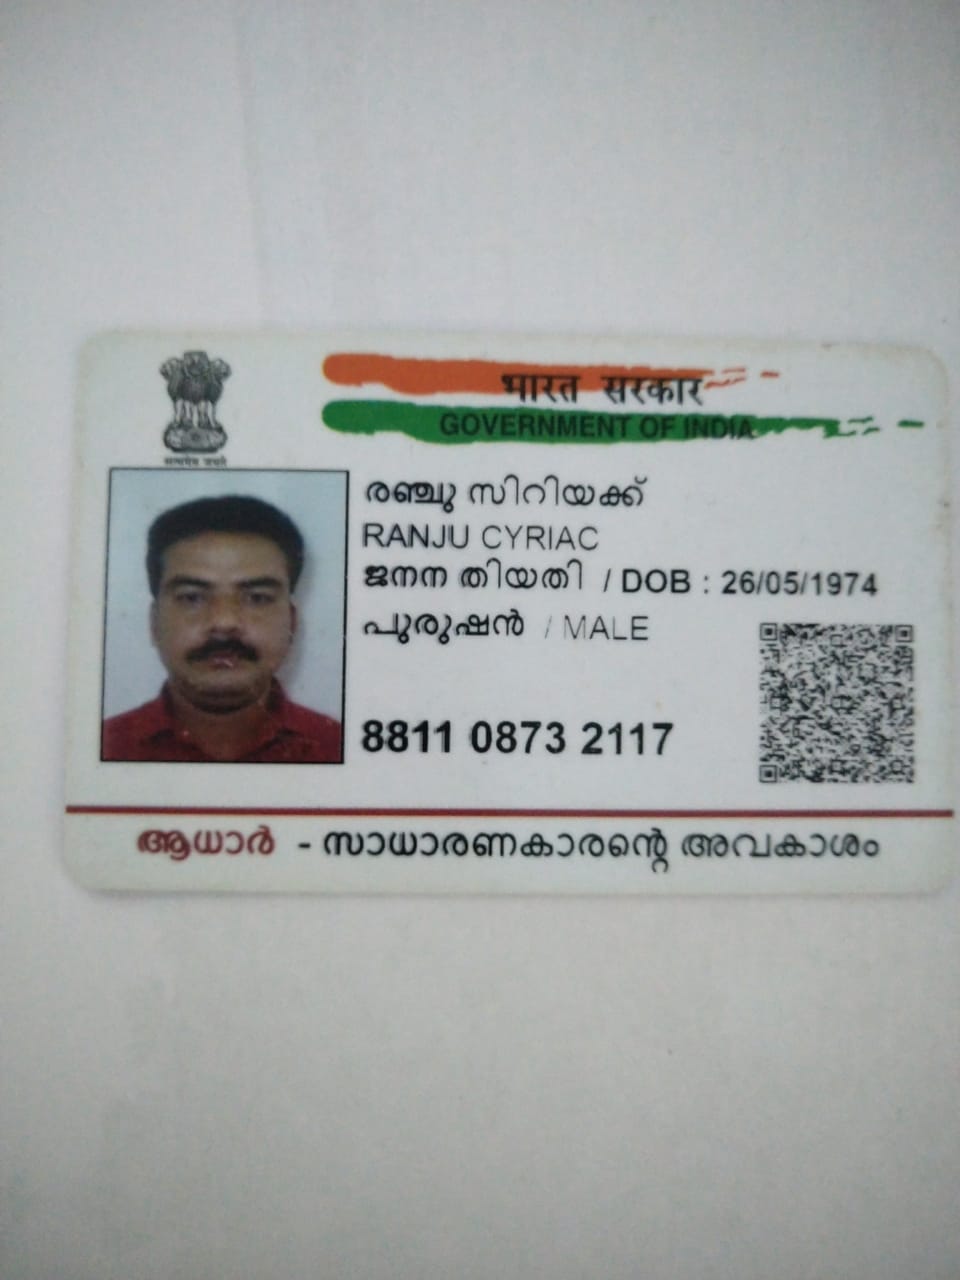 सत्यमेव जयते
भारत सरकार
GOVERNMENT OF INDIA
രഞ്ചു സിറിയക്ക്
RANJU CYRIAC
ജനന തിയതി / DOB : 26/05/1974
പുരുഷൻ / MALE
8811 0873 2117
ആധാർ - സാധാരണകാരന്റെ അവകാശം